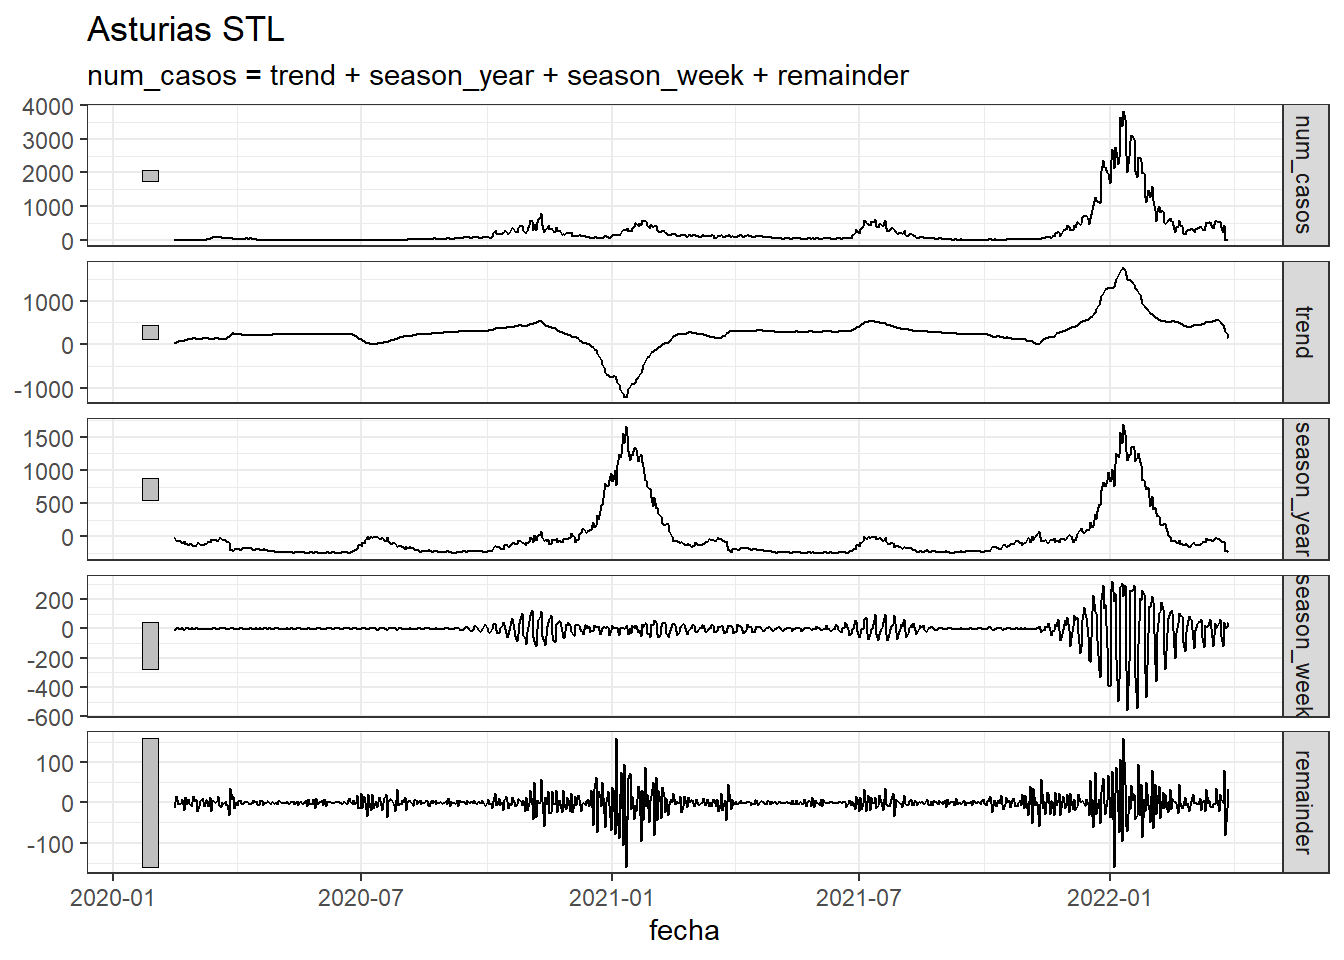 Asturias STL
num_casos = trend + season_year + season_week + remainder
4000
3000
2000
1000
0
num_casos
1000
0
-1000
trend
1500
1000
500
0
season_year
200
0
-200
-400
-600
season_week
100
0
-100
remainder
2020-01 2020-07 2021-01 2021-07 2022-01
fecha